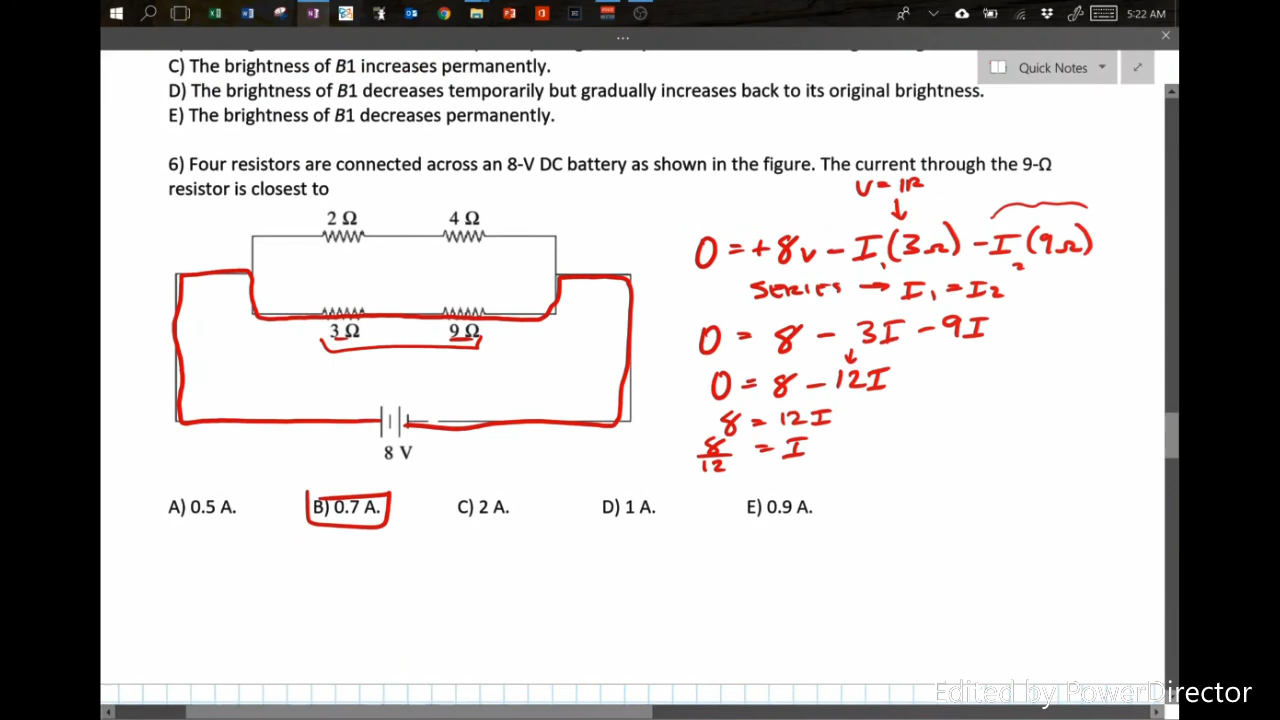 5:22 AM
...
Quick Notes
C) The brightness of B1 increases permanently.
D) The brightness of B1 decreases temporarily but gradually increases back to its original brightness.
E) The brightness of B1 decreases permanently.
6) Four resistors are connected across an 8-V DC battery as shown in the figure. The current through the 9-Ω
resistor is closest to
V = IR
2 Ω 4 Ω
0 = +8v - I₁(3Ω) - I₂(9Ω)
SERIES → I₁ = I₂
3 Ω 9 Ω
0 = 8 - 3I - 9I
0 = 8 - 12I
8 = 12I
8/12 = I
8 V
A) 0.5 A. B) 0.7 A. C) 2 A. D) 1 A. E) 0.9 A.
Edited by PowerDirector